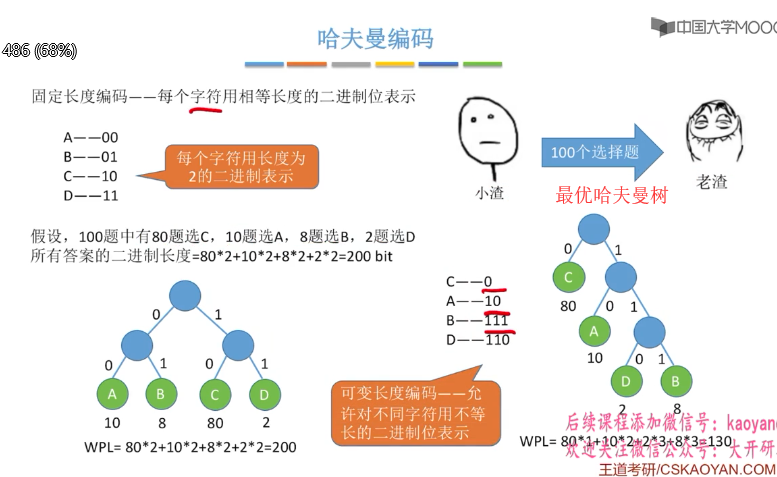 哈夫曼编码
中国大学MOOC
486 (68%)
固定长度编码——每个字符用相等长度的二进制位表示
A——00
B——01
C——10
D——11
每个字符用长度为
2的二进制表示
小渣
100个选择题
老渣
最优哈夫曼树
假设，100题中有80题选C，10题选A，8题选B，2题选D
所有答案的二进制长度=80*2+10*2+8*2+2*2=200 bit
0
1
0
1
0
1
A
B
C
D
10
8
80
2
WPL= 80*2+10*2+8*2+2*2=200
C——0
A——10
B——111
D——110
可变长度编码——允
许对不同字符用不等
长的二进制位表示
0
1
C
80
0
1
A
10
0
1
D
B
2
8
WPL= 80*1+10*2+2*3+8*3=130
后续课程添加微信号：kaoyan
欢迎关注微信公众号：大开研
王道考研/CSKAOYAN.COM